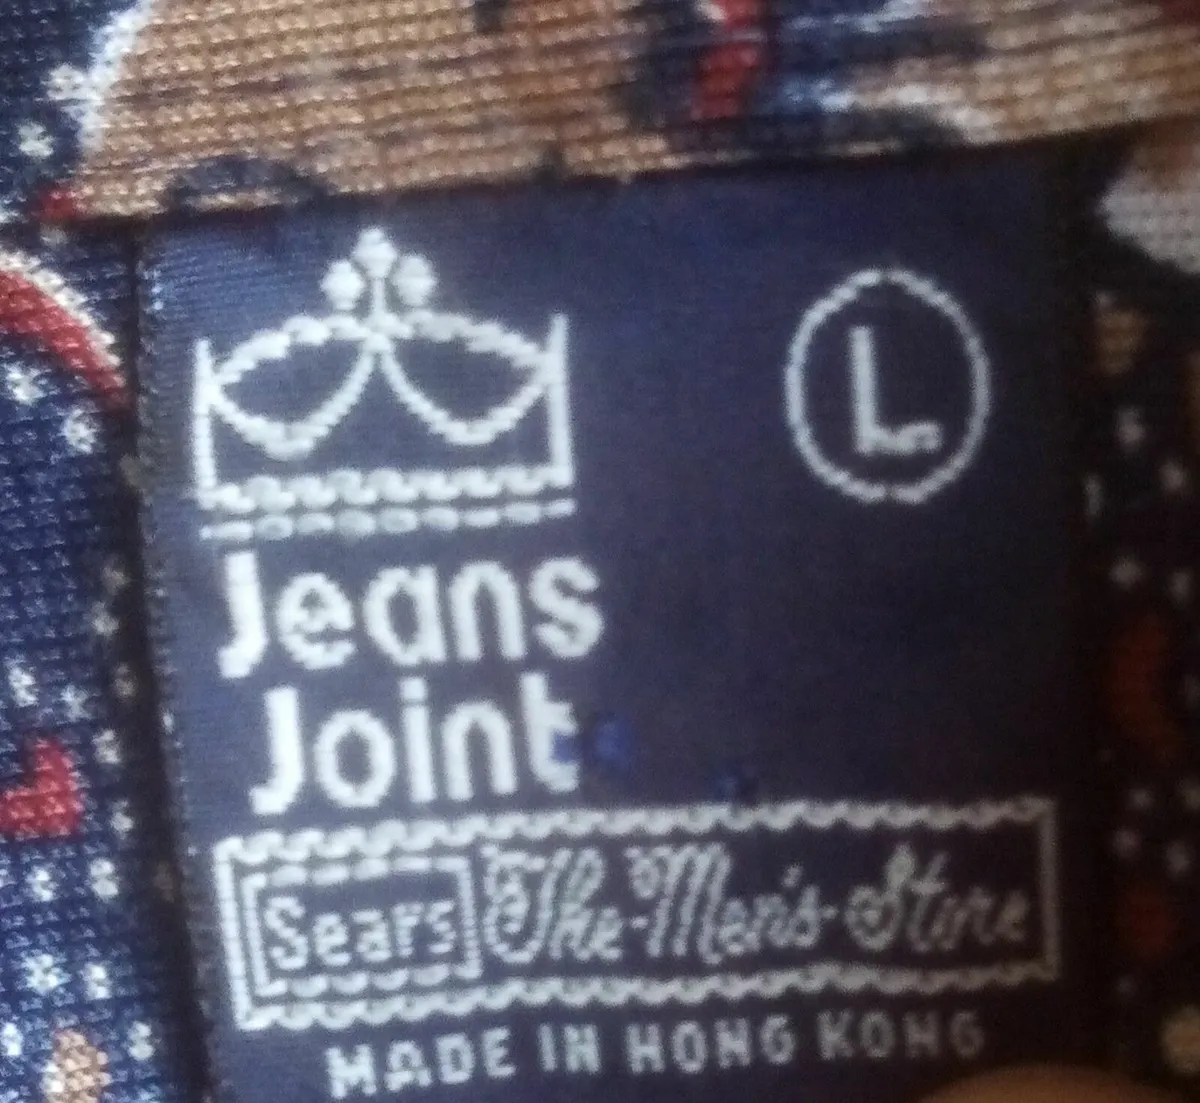 L
Jeans
Joint
Sears The Men's Store
MADE IN HONG KONG